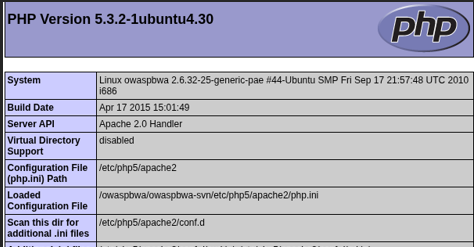 PHP Version 5.3.2-1ubuntu4.30
php
System Linux owaspbwa 2.6.32-25-generic-pae #44-Ubuntu SMP Fri Sep 17 21:57:48 UTC 2010
i686
Build Date Apr 17 2015 15:01:49
Server API Apache 2.0 Handler
Virtual Directory disabled
Support
Configuration File /etc/php5/apache2
(php.ini) Path
Loaded /owaspbwa/owaspbwa-svn/etc/php5/apache2/php.ini
Configuration File
Scan this dir for /etc/php5/apache2/conf.d
additional .ini files